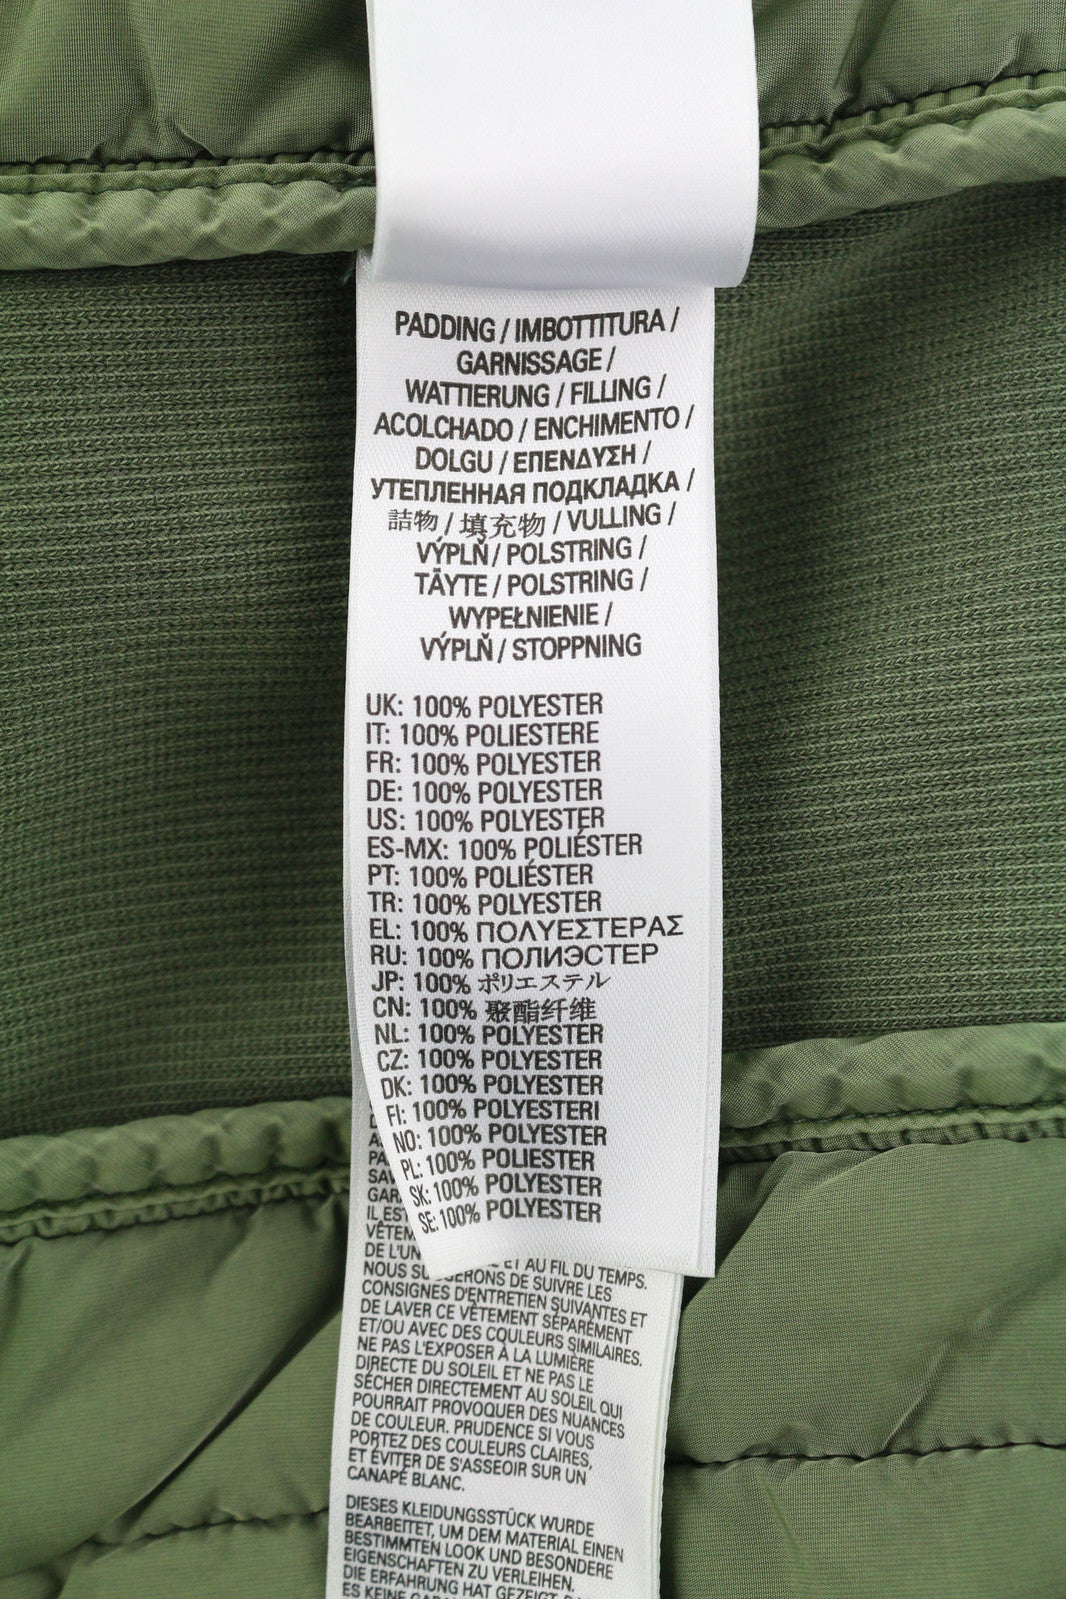 PADDING / IMBOTTITURA /
GARNISSAGE /
WATTIERUNG / FILLING /
ACOLCHADO / ENCHIMENTO /
DOLGU / ΕΠΕΝΔΥΣΗ /
УТЕПЛЕННАЯ ПОДКЛАДКА /
詰物 / 填充物 / VULLING /
VÝPLŇ / POLSTRING /
TÄYTE / POLSTRING /
WYPEŁNIENIE /
VÝPLŇ / STOPPNING
UK: 100% POLYESTER
IT: 100% POLIESTERE
FR: 100% POLYESTER
DE: 100% POLYESTER
US: 100% POLYESTER
ES-MX: 100% POLIÉSTER
PT: 100% POLIÉSTER
TR: 100% POLYESTER
EL: 100% ΠΟΛΥΕΣΤΕΡΑΣ
RU: 100% ПОЛИЭСТЕР
JP: 100% ポリエステル
CN: 100% 聚酯纤维
NL: 100% POLYESTER
CZ: 100% POLYESTER
DK: 100% POLYESTER
FI: 100% POLYESTERI
NO: 100% POLYESTER
PL: 100% POLIESTER
SK: 100% POLYESTER
SE: 100% POLYESTER
IL EST
DE L'UN ET AU FIL DU TEMPS.
NOUS SUGGERONS DE SUIVRE LES
CONSIGNES D'ENTRETIEN SUIVANTES ET
DE LAVER CE VÊTEMENT SÉPARÉMENT
ET/OU AVEC DES COULEURS SIMILAIRES.
NE PAS L'EXPOSER À LA LUMIÈRE
DIRECTE DU SOLEIL ET NE PAS LE
SÉCHER DIRECTEMENT AU SOLEIL QUI
POURRAIT PROVOQUER DES NUANCES
DE COULEUR. PRUDENCE SI VOUS
PORTEZ DES COULEURS CLAIRES,
ET ÉVITER DE S'ASSEOIR SUR UN
CANAPÉ BLANC.
DIESES KLEIDUNGSSTÜCK WURDE
BEARBEITET, UM DEM MATERIAL EINEN
BESTIMMTEN LOOK UND BESONDERE
EIGENSCHAFTEN ZU VERLEIHEN.
DIE ERFAHRUNG HAT GEZEIGT,
ES KEINE